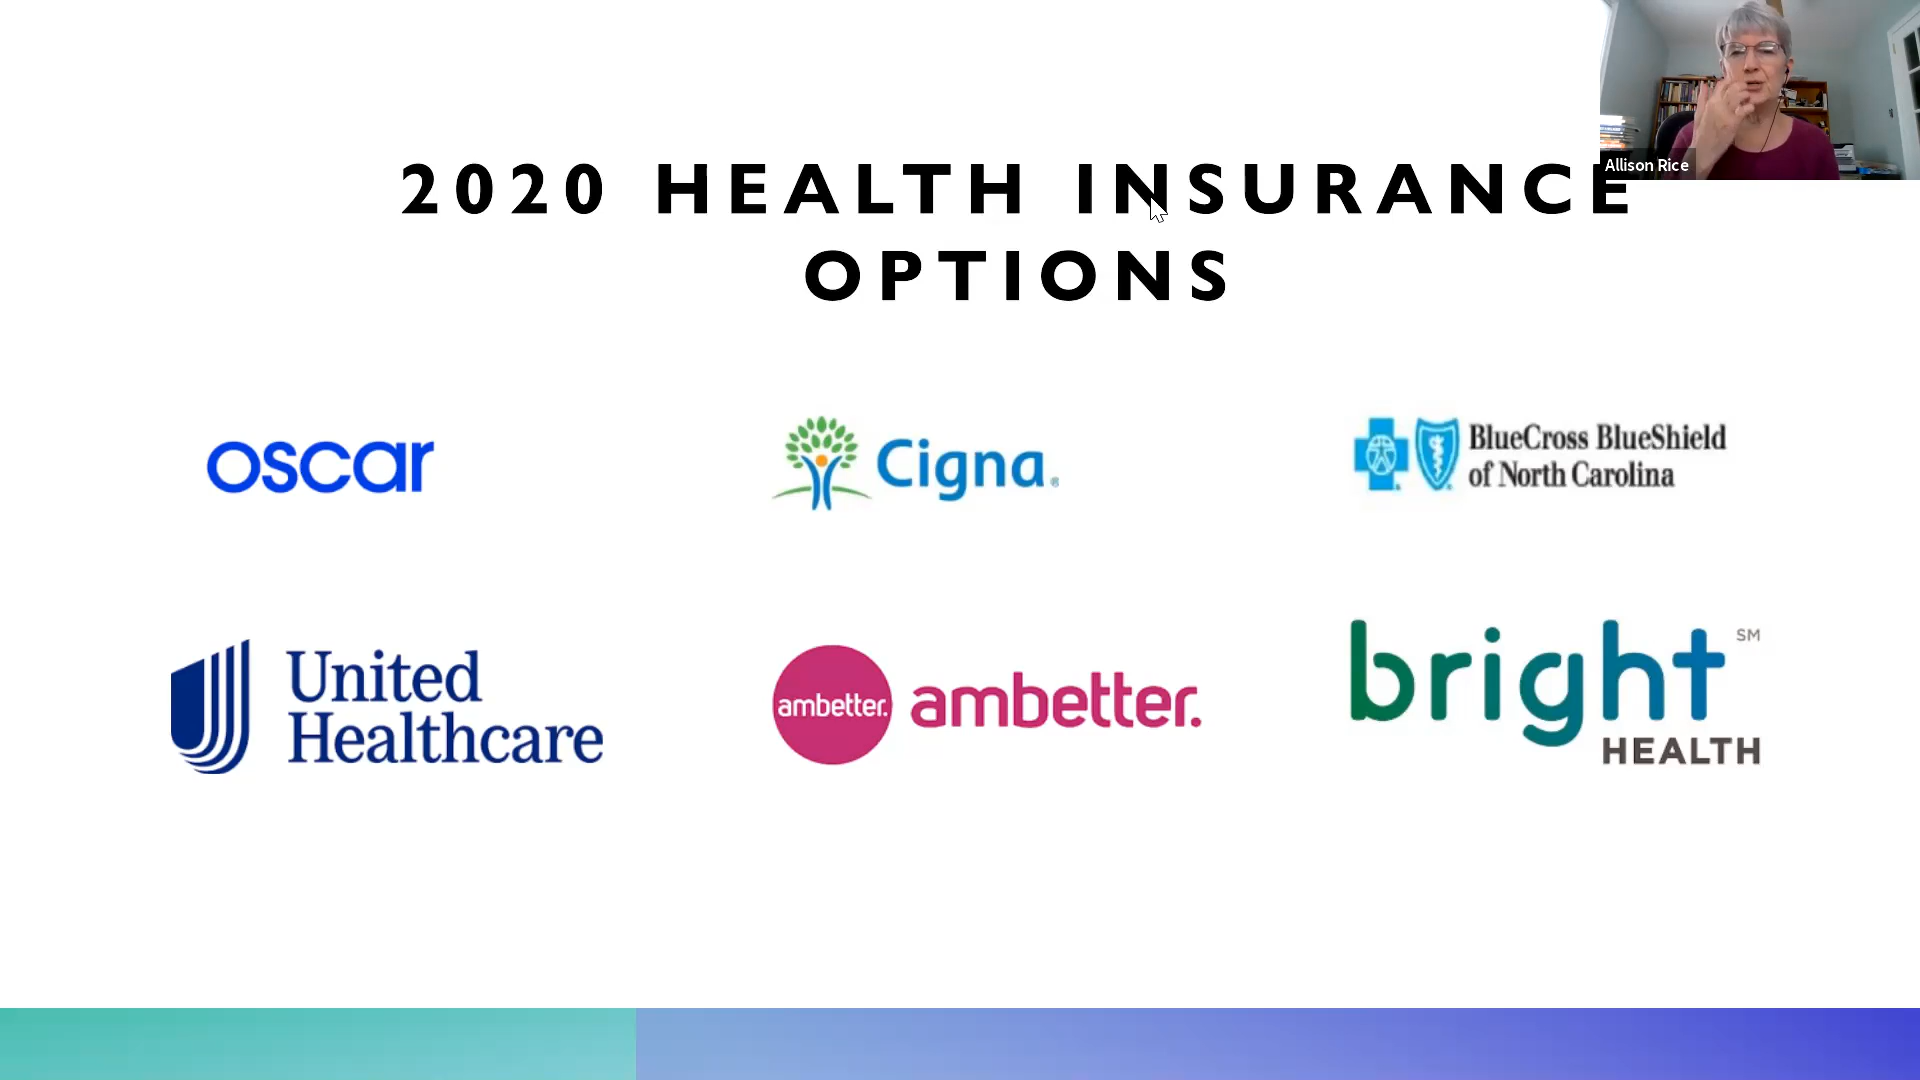 Allison Rice
2020 HEALTH INSURANCE
OPTIONS
oscar
Cigna®
BlueCross BlueShield
of North Carolina
United
Healthcare
ambetter.
ambetter.
bright SM
HEALTH